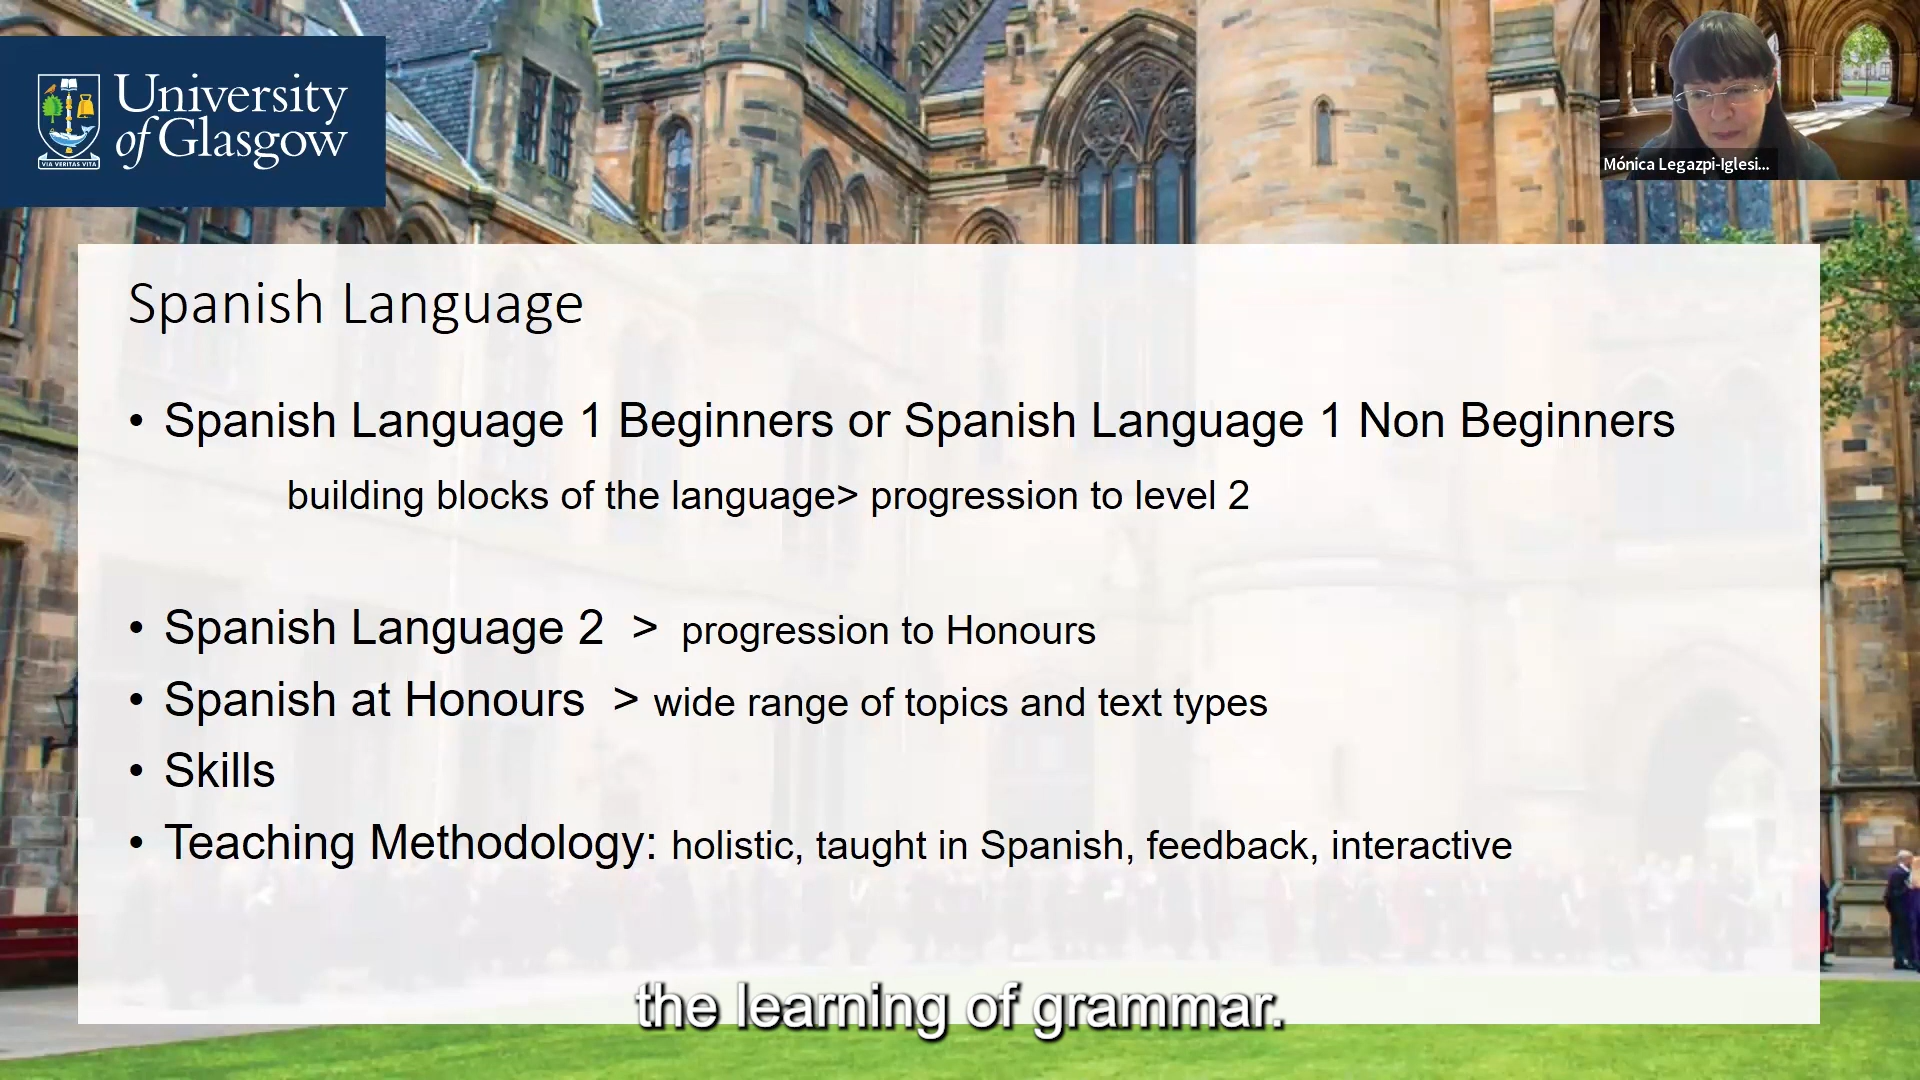 University
of Glasgow
VIA VERITAS VITA
Mónica Legazpi-Iglesi...
Spanish Language
• Spanish Language 1 Beginners or Spanish Language 1 Non Beginners
building blocks of the language> progression to level 2
• Spanish Language 2 > progression to Honours
• Spanish at Honours > wide range of topics and text types
• Skills
• Teaching Methodology: holistic, taught in Spanish, feedback, interactive
the learning of grammar.